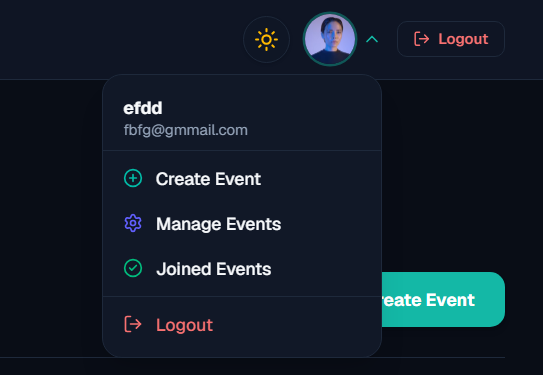 Logout
efdd
fbfg@gmmail.com
Create Event
Manage Events
Joined Events
reate Event
Logout